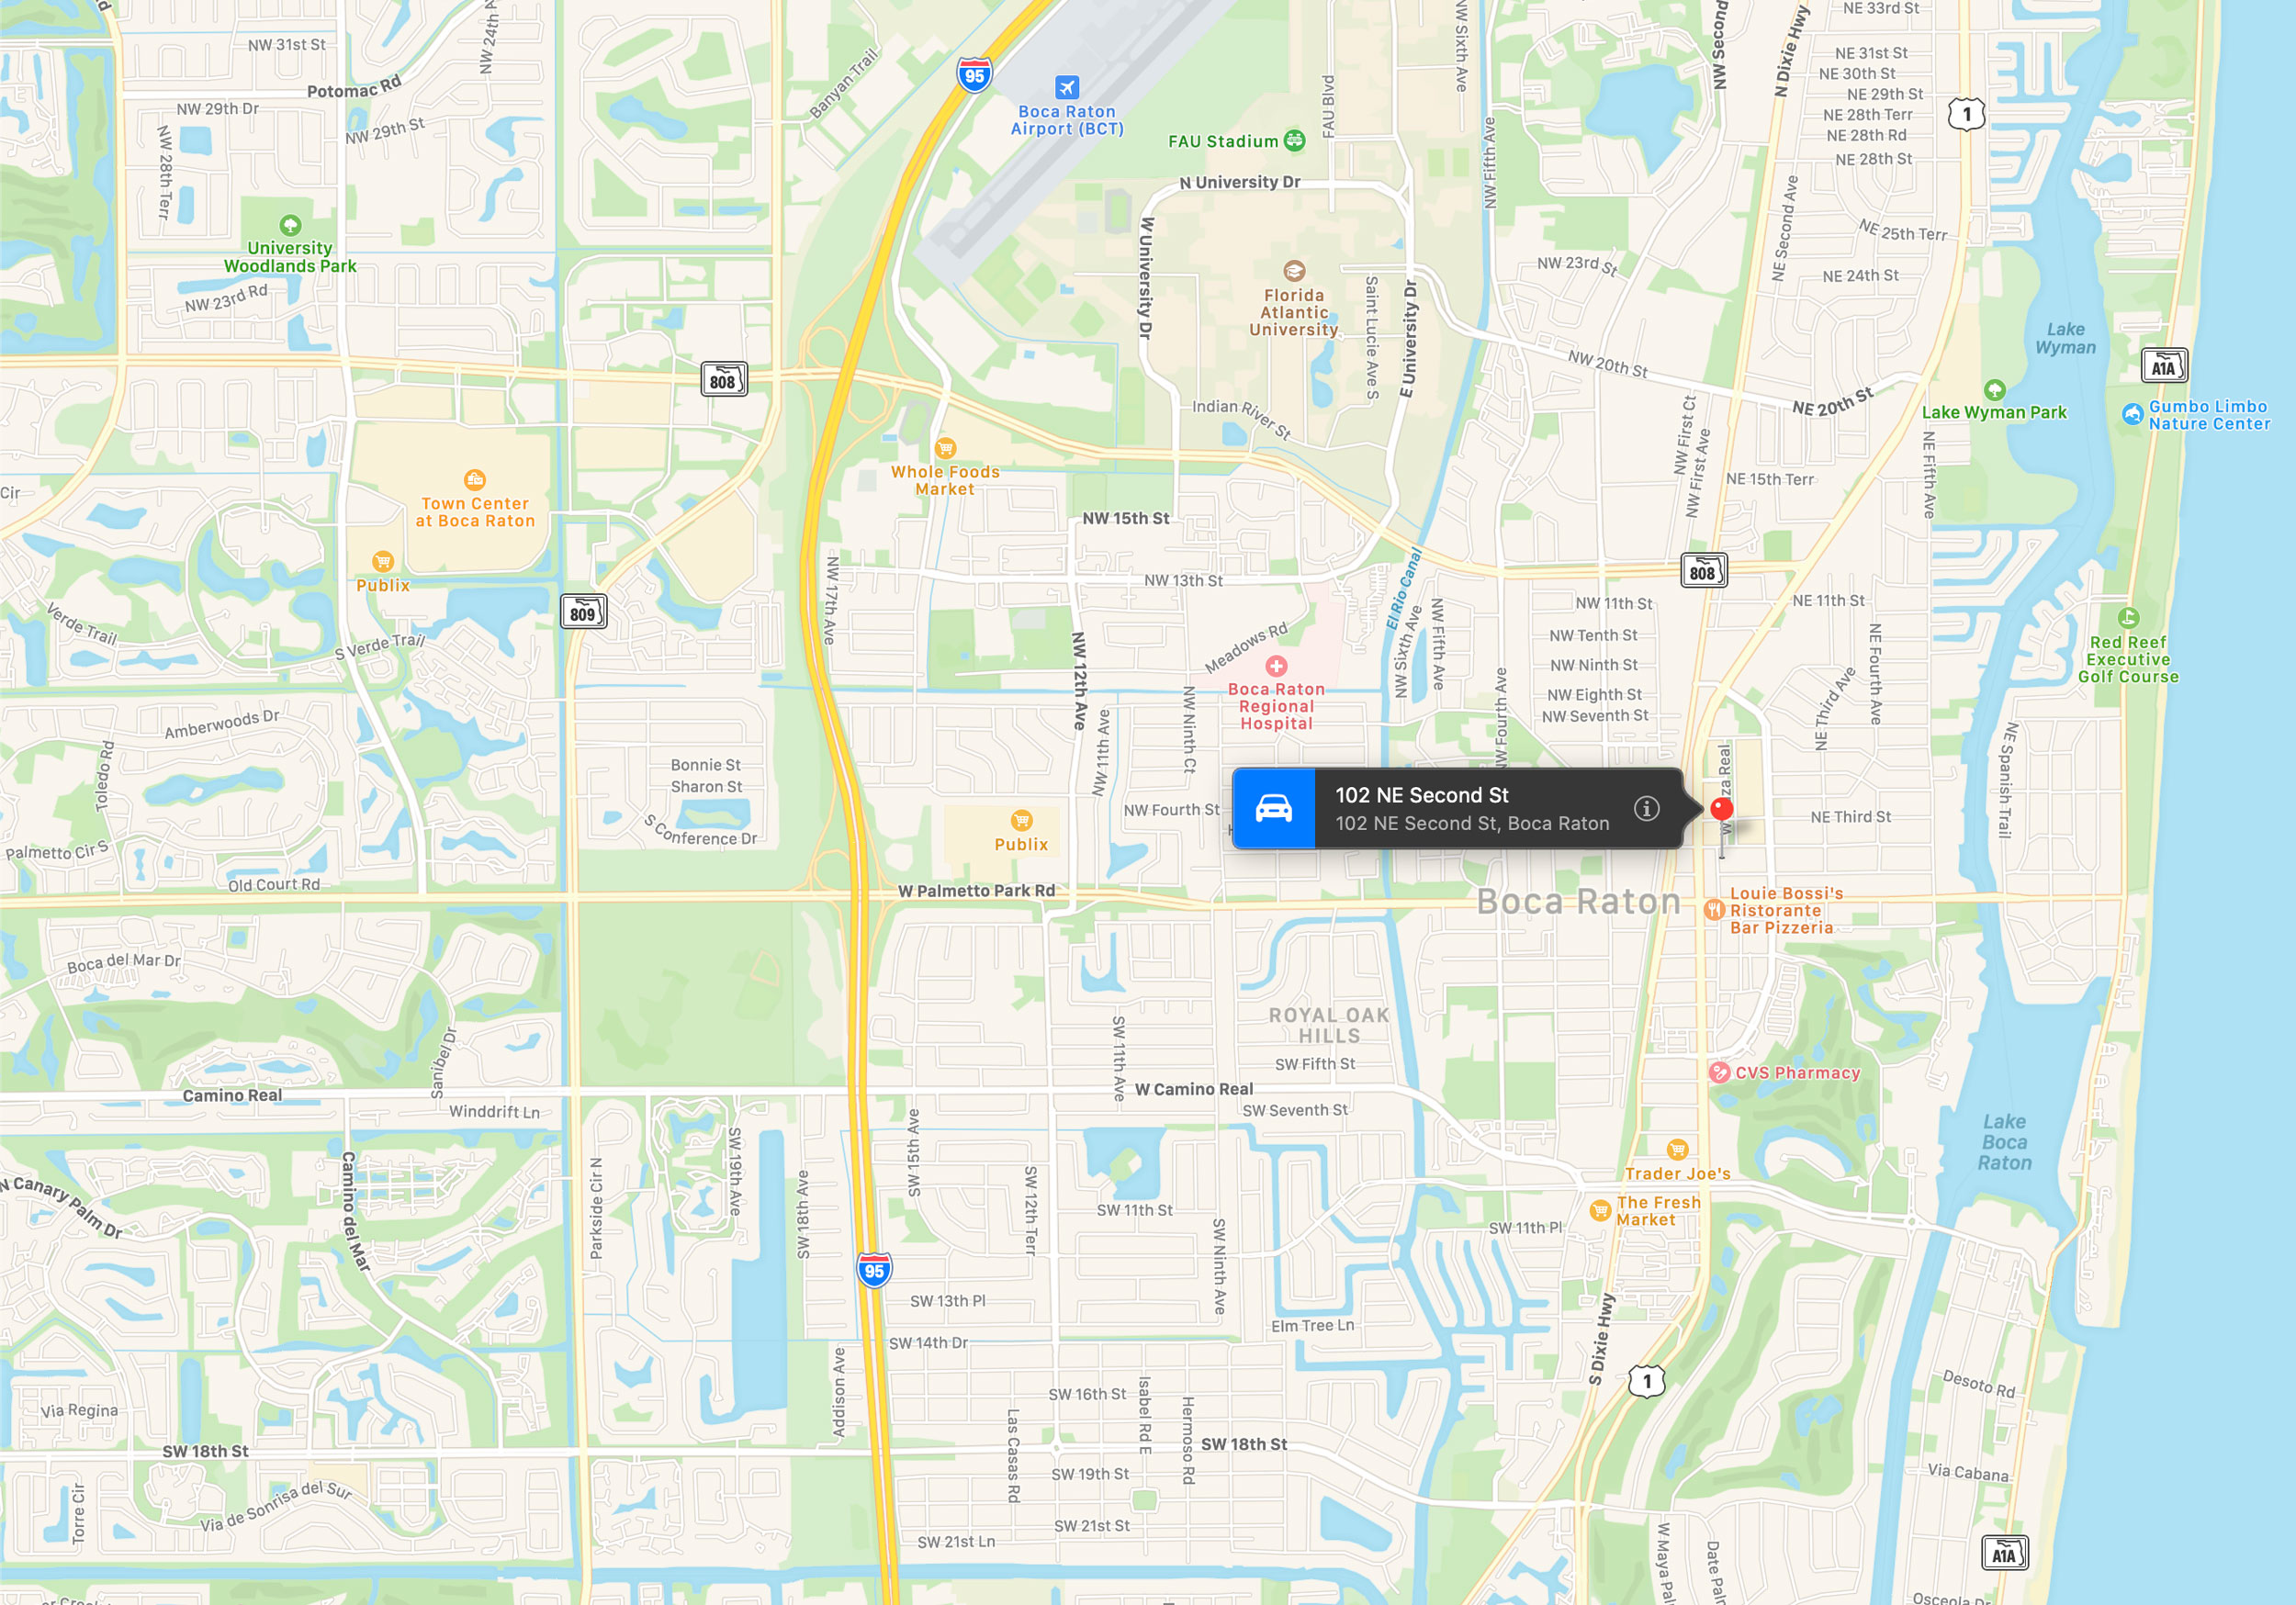 NW 31st St
NW 24th A
Potomac Rd
NW 29th Dr
NW 29th St
NW 28th Terr
University
Woodlands Park
NW 23rd Rd
Banyan Trail
95
Boca Raton
Airport (BCT)
FAU Stadium
FAU Blvd
NW Sixth Ave
NW Fifth Ave
NW Second
N Dixie Hwy
NE 33rd St
NE 31st St
NE 30th St
NE 29th St
NE 28th Terr
NE 28th Rd
NE 28th St
1
NE Second Ave
NE 25th Terr
NE 24th St
NW 23rd St
N University Dr
W University Dr
Florida
Atlantic
University
Saint Lucie Ave S
E University Dr
Lake
Wyman
A1A
808
NW 20th St
NE 20th St
Lake Wyman Park
Gumbo Limbo
Nature Center
Indian River St
NW First Ct
NW First Ave
NE Fifth Ave
Whole Foods
Market
Cir
Town Center
at Boca Raton
NE 15th Terr
NW 15th St
Publix
NW 17th Ave
NW 13th St
El Rio Canal
808
809
NW 11th St
NE 11th St
Verde Trail
S Verde Trail
NW 12th Ave
Meadows Rd
NW Sixth Ave
NW Fifth Ave
NW Tenth St
NW Ninth St
NW Eighth St
NW Seventh St
NE Third Ave
NE Fourth Ave
Red Reef
Executive
Golf Course
Boca Raton
Regional
Hospital
NW Ninth Ct
NW 11th Ave
NW Fourth Ave
Amberwoods Dr
Toledo Rd
Bonnie St
Sharon St
NE Spanish Trail
102 NE Second St
102 NE Second St, Boca Raton
NW Fourth St
NE Third St
S Conference Dr
Publix
Palmetto Cir S
Old Court Rd
W Palmetto Park Rd
Boca Raton
Louie Bossi's
Ristorante
Bar Pizzeria
Boca del Mar Dr
ROYAL OAK
HILLS
SW 11th Ave
SW Fifth St
Sanibel Dr
CVS Pharmacy
Camino Real
W Camino Real
Winddrift Ln
SW Seventh St
Lake
Boca
Raton
SW 15th Ave
SW 19th Ave
SW 18th Ave
Parkside Cir N
Camino del Mar
N Canary Palm Dr
SW 12th Terr
Trader Joe's
The Fresh
Market
SW 11th St
SW 11th Pl
SW Ninth Ave
95
SW 13th Pl
Elm Tree Ln
SW 14th Dr
S Dixie Hwy
1
Addison Ave
Desoto Rd
SW 16th St
Isabel Rd E
Hermoso Rd
Las Casas Rd
Via Regina
SW 18th St
SW 18th St
SW 19th St
Via Cabana
Torre Cir
Via de Sonrisa del Sur
SW 21st St
SW 21st Ln
W Maya Pal
Date Paln
A1A
Osceola Dr